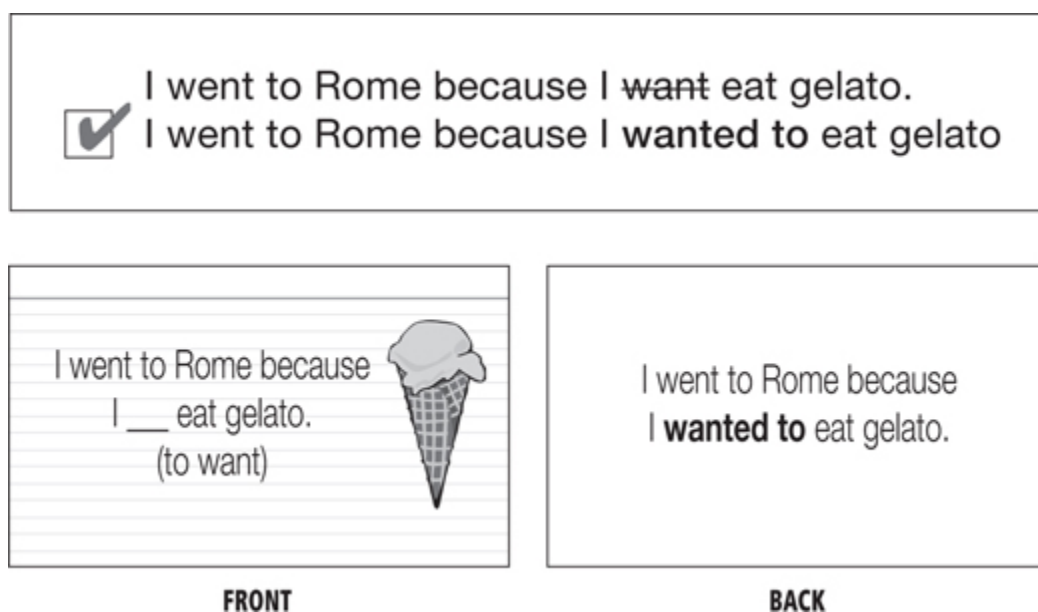 I went to Rome because I want eat gelato.
I went to Rome because I wanted to eat gelato
I went to Rome because
I ___ eat gelato.
(to want)
I went to Rome because
I wanted to eat gelato.
FRONT
BACK